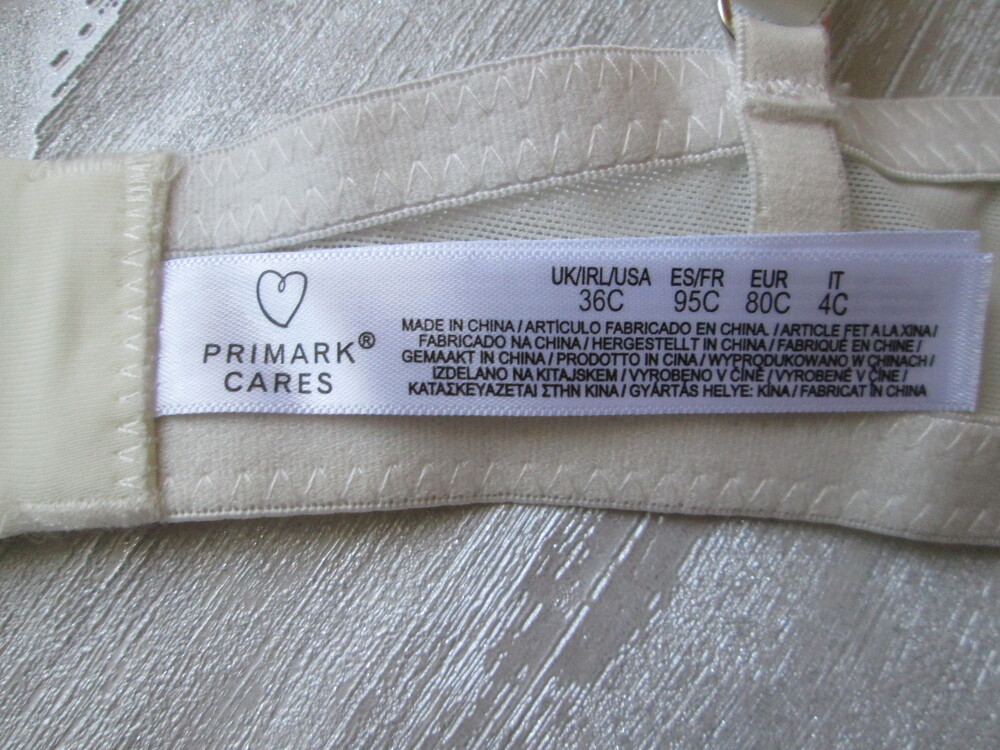 PRIMARK®
CARES
UK/IRL/USA ES/FR EUR IT
36C 95C 80C 4C
MADE IN CHINA / ARTÍCULO FABRICADO EN CHINA. / ARTICLE FET A LA XINA /
FABRICADO NA CHINA / HERGESTELLT IN CHINA / FABRIQUÉ EN CHINE /
GEMAAKT IN CHINA / PRODOTTO IN CINA / WYPRODUKOWANO W CHINACH /
IZDELANO NA KITAJSKEM / VYROBENO V ČÍNĚ / VYROBENÉ V ČÍNE /
ΚΑΤΑΣΚΕΥΑΖΕΤΑΙ ΣΤΗΝ ΚΙΝΑ / GYÁRTÁS HELYE: KÍNA / FABRICAT IN CHINA